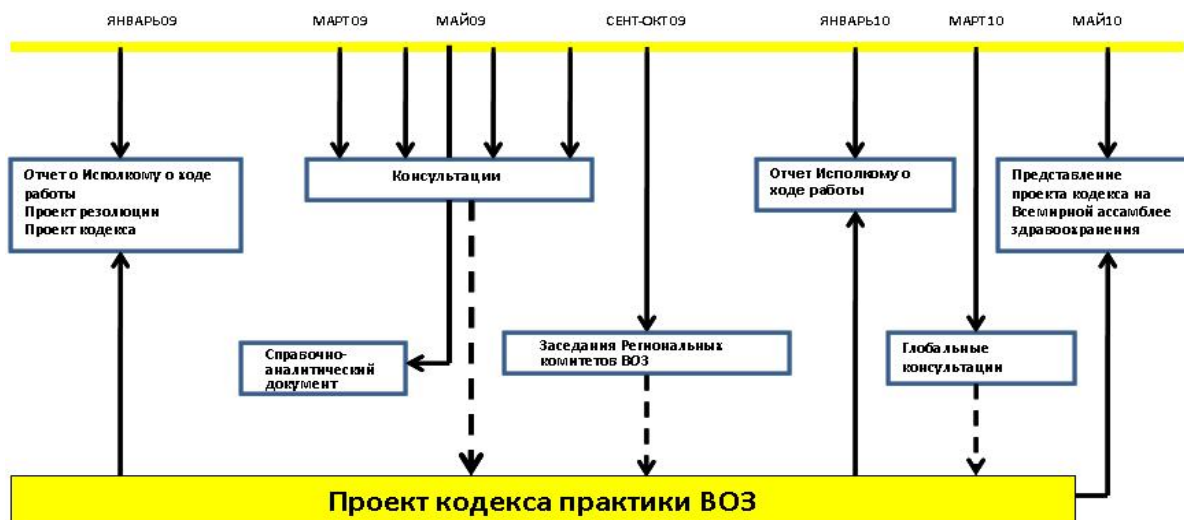 ЯНВАРЬ09 МАРТ09 МАЙ09 СЕНТ-ОКТ09 ЯНВАРЬ10 МАРТ10 МАЙ10
Отчет о Исполкому о ходе
работы
Проект резолюции
Проект кодекса
Консультации
Отчет Исполкому о
ходе работы
Представление
проекта кодекса на
Всемирной ассамблее
здравоохранения
Справочно-
аналитический
документ
Заседания Региональных
комитетов ВОЗ
Глобальные
консультации
Проект кодекса практики ВОЗ